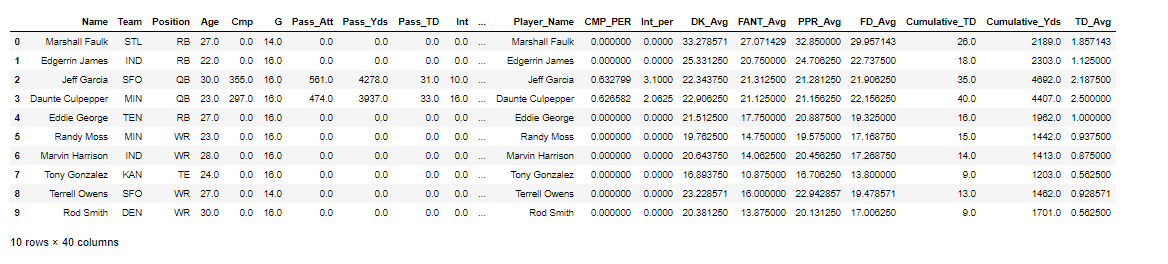 Name Team Position Age Cmp G Pass_Att Pass_Yds Pass_TD Int ... Player_Name CMP_PER Int_per DK_Avg FANT_Avg PPR_Avg FD_Avg Cumulative_TD Cumulative_Yds TD_Avg
0 Marshall Faulk STL RB 27.0 0.0 14.0 0.0 0.0 0.0 0.0 ... Marshall Faulk 0.000000 0.0000 33.278571 27.071429 32.850000 29.957143 26.0 2189.0 1.857143
1 Edgerrin James IND RB 22.0 0.0 16.0 0.0 0.0 0.0 0.0 ... Edgerrin James 0.000000 0.0000 25.331250 20.750000 24.706250 22.737500 18.0 2303.0 1.125000
2 Jeff Garcia SFO QB 30.0 355.0 16.0 561.0 4278.0 31.0 10.0 ... Jeff Garcia 0.632799 3.1000 22.343750 21.312500 21.281250 21.906250 35.0 4692.0 2.187500
3 Daunte Culpepper MIN QB 23.0 297.0 16.0 474.0 3937.0 33.0 16.0 ... Daunte Culpepper 0.626582 2.0625 22.906250 21.125000 21.156250 22.156250 40.0 4407.0 2.500000
4 Eddie George TEN RB 27.0 0.0 16.0 0.0 0.0 0.0 0.0 ... Eddie George 0.000000 0.0000 21.512500 17.750000 20.887500 19.325000 16.0 1962.0 1.000000
5 Randy Moss MIN WR 23.0 0.0 16.0 0.0 0.0 0.0 0.0 ... Randy Moss 0.000000 0.0000 19.762500 14.750000 19.575000 17.168750 15.0 1442.0 0.937500
6 Marvin Harrison IND WR 28.0 0.0 16.0 0.0 0.0 0.0 0.0 ... Marvin Harrison 0.000000 0.0000 20.643750 14.062500 20.456250 17.268750 14.0 1413.0 0.875000
7 Tony Gonzalez KAN TE 24.0 0.0 16.0 0.0 0.0 0.0 0.0 ... Tony Gonzalez 0.000000 0.0000 16.893750 10.875000 16.706250 13.800000 9.0 1203.0 0.562500
8 Terrell Owens SFO WR 27.0 0.0 14.0 0.0 0.0 0.0 0.0 ... Terrell Owens 0.000000 0.0000 23.228571 16.000000 22.942857 19.478571 13.0 1462.0 0.928571
9 Rod Smith DEN WR 30.0 0.0 16.0 0.0 0.0 0.0 0.0 ... Rod Smith 0.000000 0.0000 20.381250 13.875000 20.131250 17.006250 9.0 1701.0 0.562500
10 rows × 40 columns